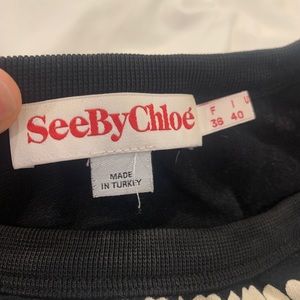 SeeByChloé
F I U
38 40
MADE
IN TURKEY